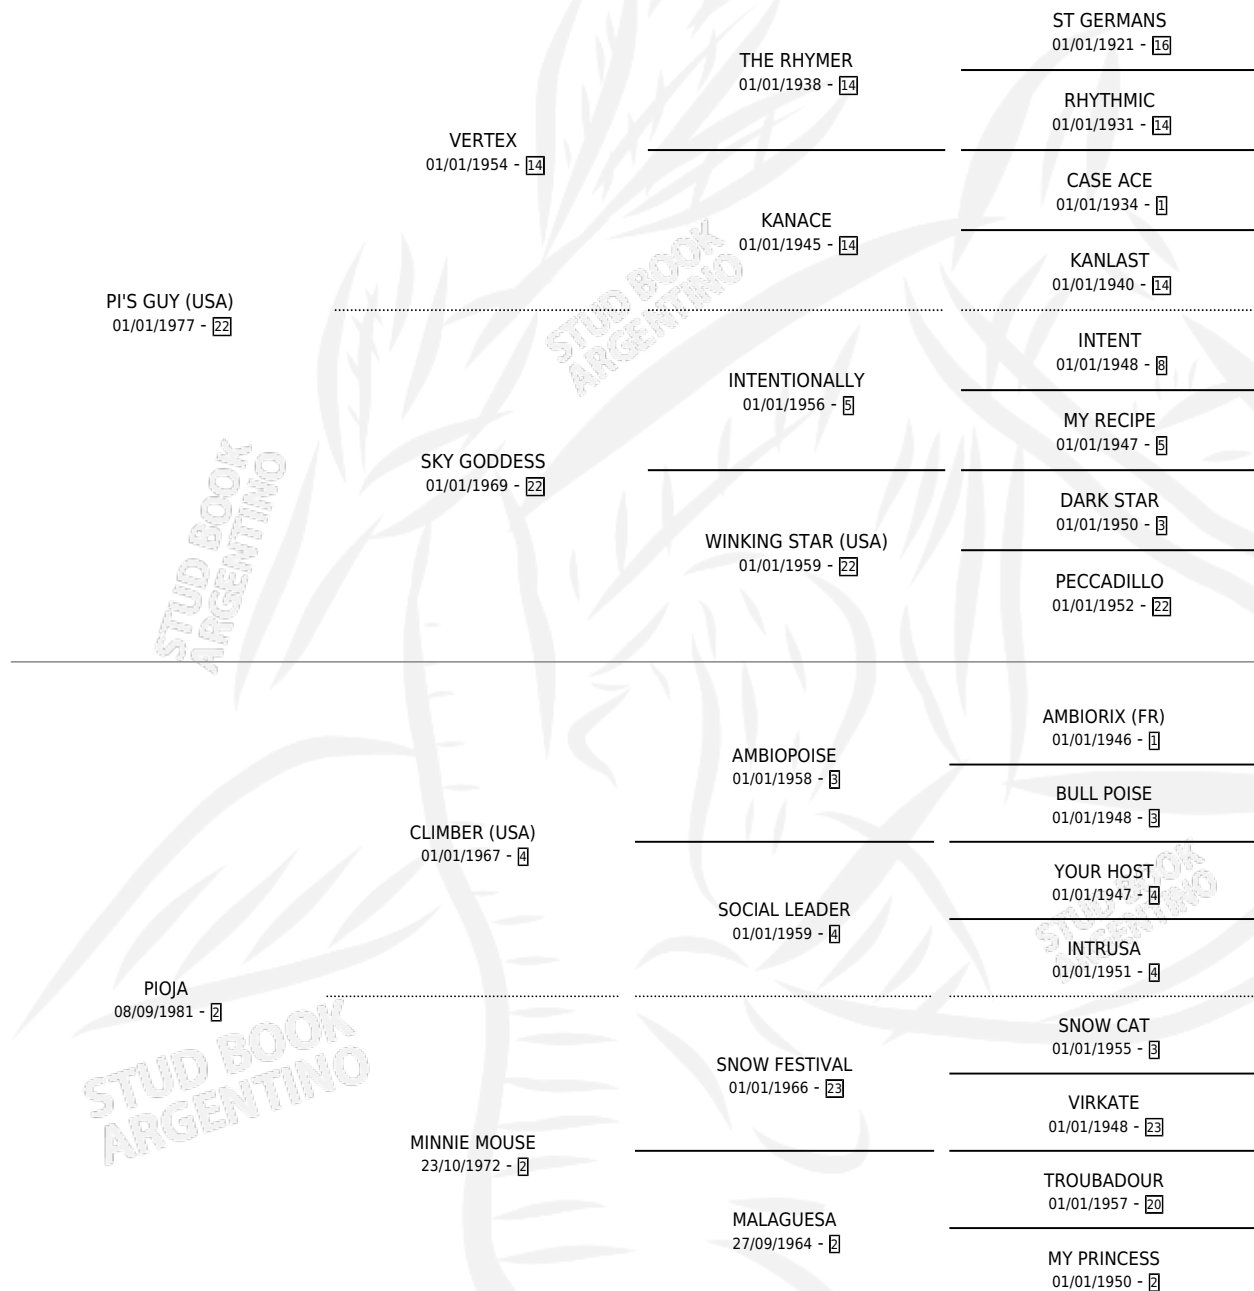 ST GERMANS
01/01/1921 - 16
THE RHYMER
01/01/1938 - 14
RHYTHMIC
01/01/1931 - 14
VERTEX
01/01/1954 - 14
CASE ACE
01/01/1934 - 1
KANACE
01/01/1945 - 14
KANLAST
01/01/1940 - 14
PI'S GUY (USA)
01/01/1977 - 22
INTENT
01/01/1948 - 8
INTENTIONALLY
01/01/1956 - 5
MY RECIPE
01/01/1947 - 5
SKY GODDESS
01/01/1969 - 22
DARK STAR
01/01/1950 - 3
WINKING STAR (USA)
01/01/1959 - 22
PECCADILLO
01/01/1952 - 22
STUD BOOK
ARGENTINO
STUD BOOK
ARGENTINO
AMBIORIX (FR)
01/01/1946 - 1
AMBIOPOISE
01/01/1958 - 3
BULL POISE
01/01/1948 - 3
CLIMBER (USA)
01/01/1967 - 4
YOUR HOST
01/01/1947 - 4
SOCIAL LEADER
01/01/1959 - 4
INTRUSA
01/01/1951 - 4
STUD BOOK
ARGENTINO
PIOJA
08/09/1981 - 2
SNOW CAT
01/01/1955 - 3
SNOW FESTIVAL
01/01/1966 - 23
VIRKATE
01/01/1948 - 23
MINNIE MOUSE
23/10/1972 - 2
TROUBADOUR
01/01/1957 - 20
MALAGUESA
27/09/1964 - 2
MY PRINCESS
01/01/1950 - 2
STUD BOOK
ARGENTINO